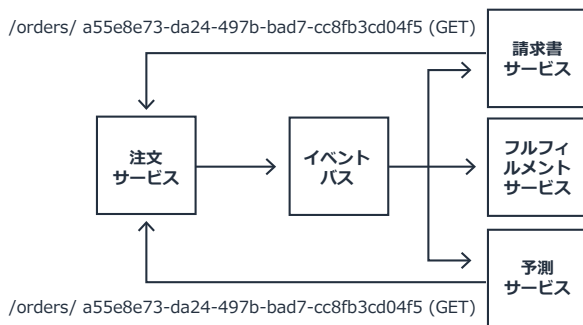 /orders/ a55e8e73-da24-497b-bad7-cc8fb3cd04f5 (GET)
請求書
サービス
注文
サービス
イベント
バス
フルフィ
ルメント
サービス
予測
サービス
/orders/ a55e8e73-da24-497b-bad7-cc8fb3cd04f5 (GET)